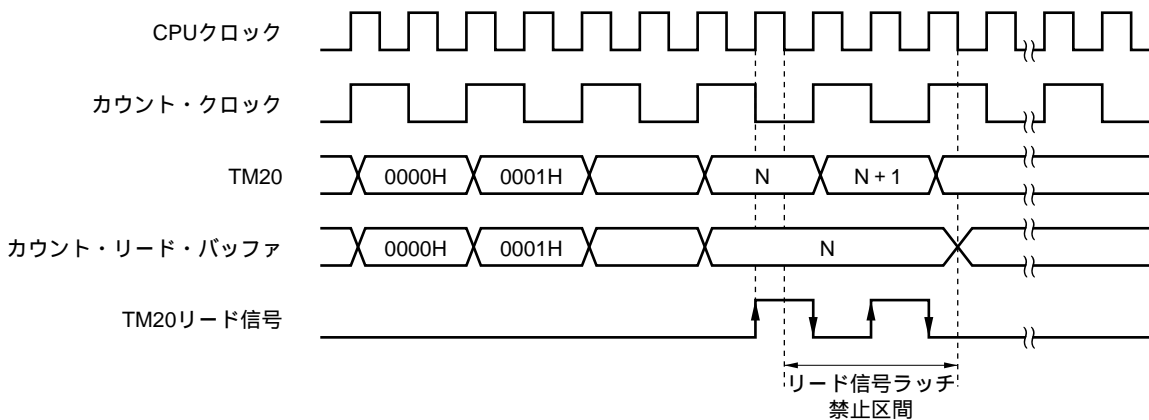 CPUクロック
カウント・クロック
TM20 0000H 0001H N N + 1
カウント・リード・バッファ 0000H 0001H N
TM20リード信号
リード信号ラッチ
禁止区間